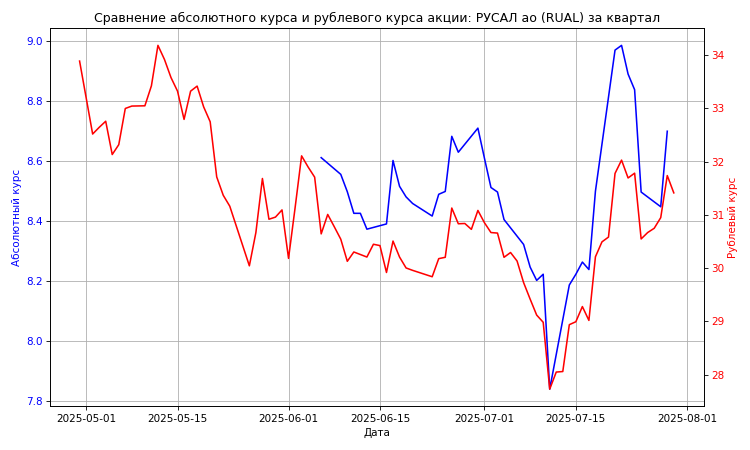 Сравнение абсолютного курса и рублевого курса акции: РУСАЛ ао (RUAL) за квартал
9.0
8.8
8.6
8.4
8.2
8.0
7.8
Абсолютный курс
34
33
32
31
30
29
28
Рублевый курс
2025-05-01 2025-05-15 2025-06-01 2025-06-15 2025-07-01 2025-07-15 2025-08-01
Дата